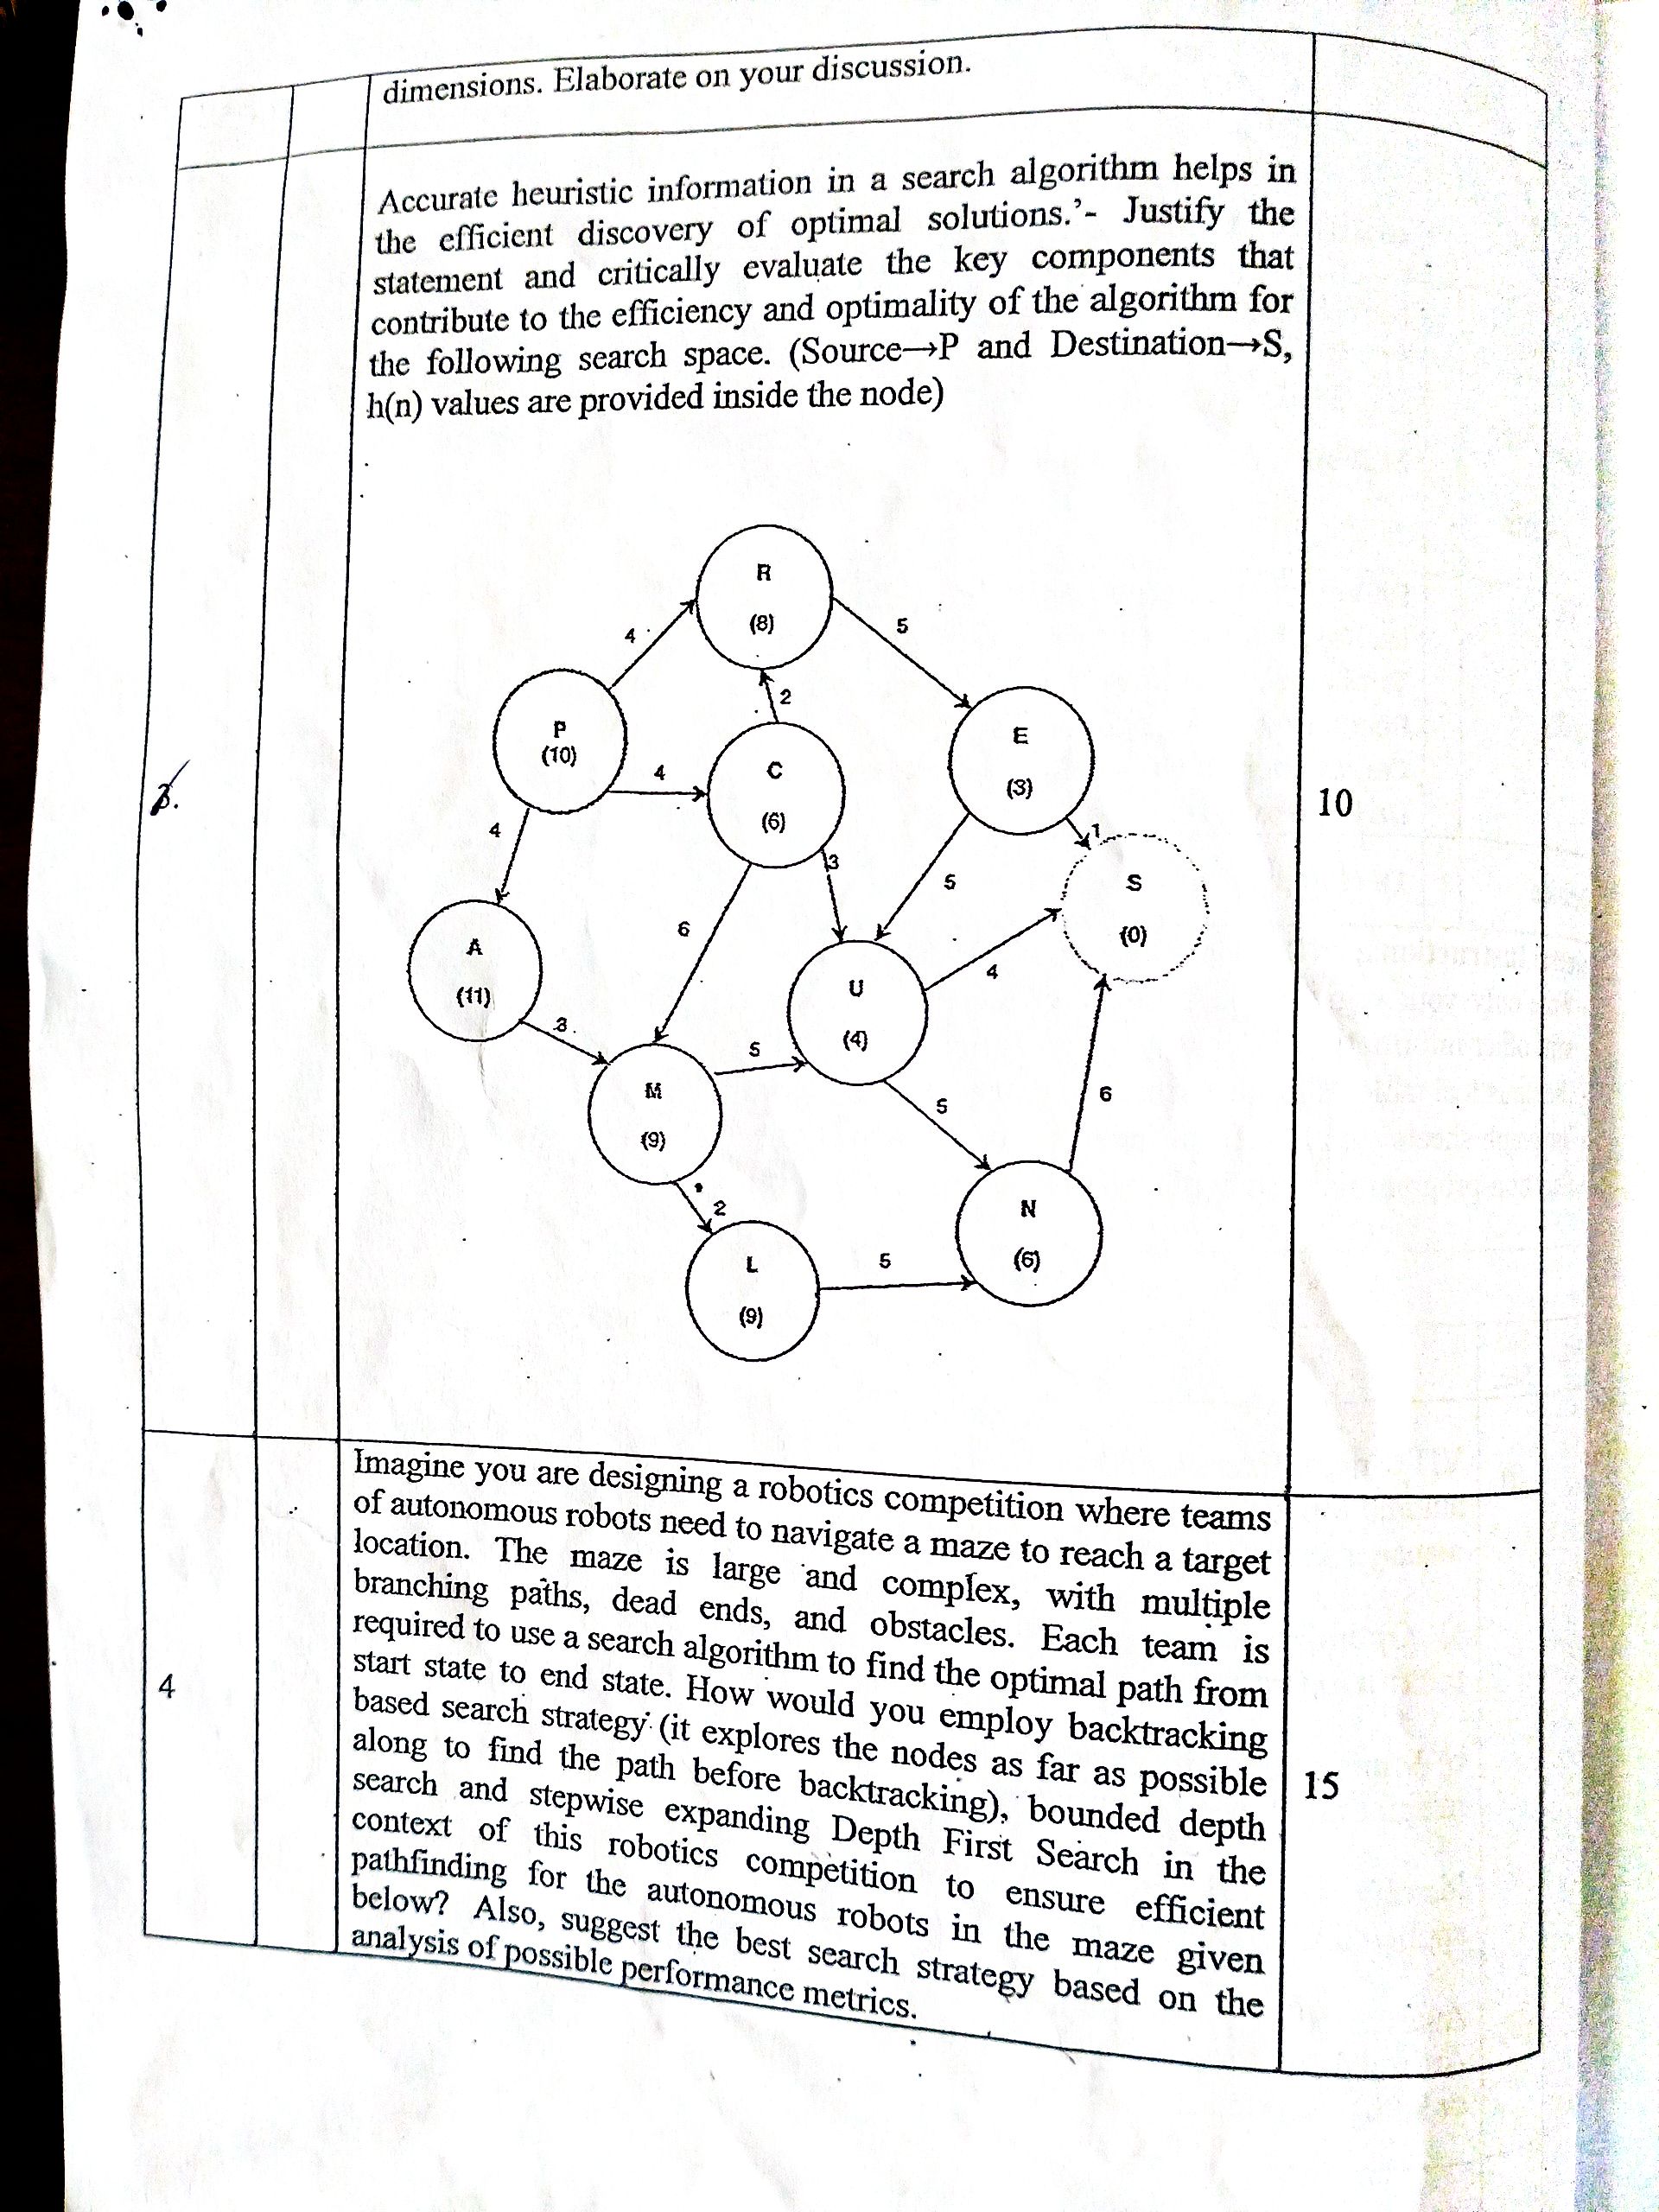 dimensions. Elaborate on your discussion.
Accurate heuristic information in a search algorithm helps in
the efficient discovery of optimal solutions.’- Justify the
statement and critically evaluate the key components that
contribute to the efficiency and optimality of the algorithm for
the following search space. (Source→P and Destination→S,
h(n) values are provided inside the node)
3.
10
R
(8)
4
5
2
P
(10)
4
C
(6)
E
(3)
4
3
1
5
S
(0)
6
A
(11)
3
U
(4)
4
5
M
(9)
5
6
2
N
(6)
L
(9)
5
4
Imagine you are designing a robotics competition where teams
of autonomous robots need to navigate a maze to reach a target
location. The maze is large and complex, with multiple
branching paths, dead ends, and obstacles. Each team is
required to use a search algorithm to find the optimal path from
start state to end state. How would you employ backtracking
based search strategy (it explores the nodes as far as possible
along to find the path before backtracking), bounded depth
search and stepwise expanding Depth First Search in the
context of this robotics competition to ensure efficient
pathfinding for the autonomous robots in the maze given
below? Also, suggest the best search strategy based on the
analysis of possible performance metrics.
15